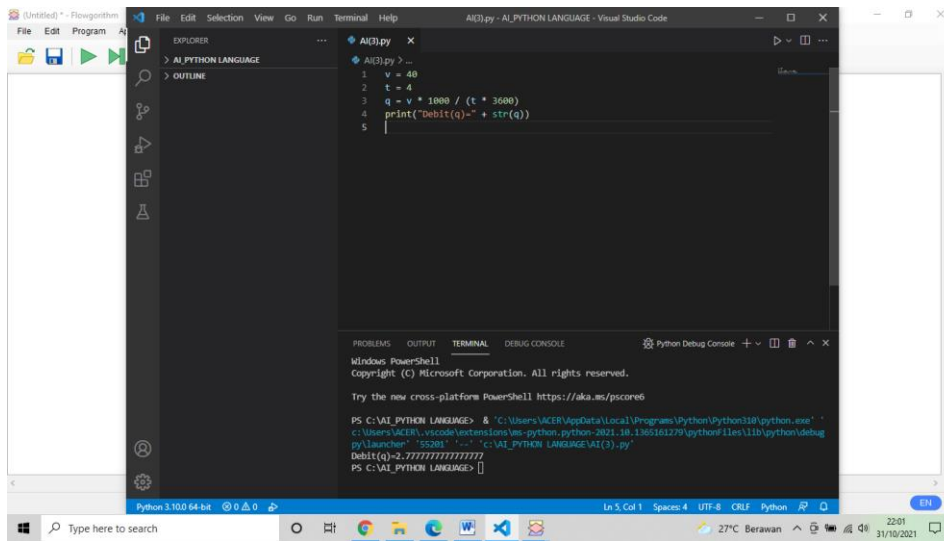 (Untitled) * - Flowgorithm
File Edit Program
File Edit Selection View Go Run Terminal Help
AI(3).py - AI_PYTHON LANGUAGE - Visual Studio Code
EXPLORER
AI_PYTHON LANGUAGE
OUTLINE
AI(3).py
AI(3).py > ...
1 v = 40
2 t = 4
3 q = v * 1000 / (t * 3600)
4 print("Debit(q)=" + str(q))
5
PROBLEMS OUTPUT TERMINAL DEBUG CONSOLE
Python Debug Console
Windows PowerShell
Copyright (C) Microsoft Corporation. All rights reserved.
Try the new cross-platform PowerShell https://aka.ms/pscore6
PS C:\AI_PYTHON LANGUAGE> & 'C:\Users\ACER\AppData\Local\Programs\Python\Python310\python.exe' '
c:\Users\ACER\.vscode\extensions\ms-python.python-2021.10.1365161279\pythonFiles\lib\python\debug
py\launcher' '55201' '--' 'c:\AI_PYTHON LANGUAGE\AI(3).py'
Debit(q)=2.7777777777777777
PS C:\AI_PYTHON LANGUAGE>
Python 3.10.0 64-bit 0 0
Ln 5, Col 1 Spaces: 4 UTF-8 CRLF Python
EN
Type here to search
27°C Berawan
22:01
31/10/2021